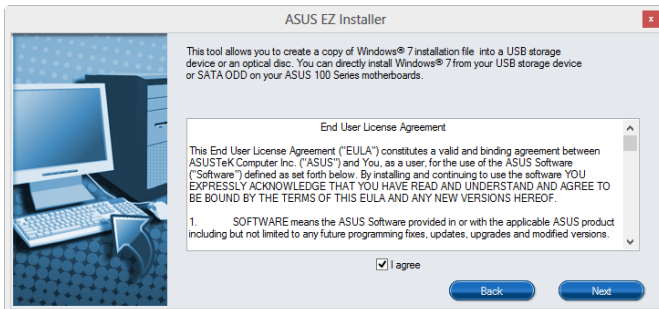 ASUS EZ Installer
x
This tool allows you to create a copy of Windows® 7 installation file into a USB storage
device or an optical disc. You can directly install Windows® 7 from your USB storage device
or SATA ODD on your ASUS 100 Series motherboards.
End User License Agreement
This End User License Agreement ("EULA") constitutes a valid and binding agreement between
ASUSTeK Computer Inc. ("ASUS") and You, as a user, for the use of the ASUS Software
("Software") defined as set forth below. By installing and continuing to use the software YOU
EXPRESSLY ACKNOWLEDGE THAT YOU HAVE READ AND UNDERSTAND AND AGREE TO
BE BOUND BY THE TERMS OF THIS EULA AND ANY NEW VERSIONS HEREOF.
1. SOFTWARE means the ASUS Software provided in or with the applicable ASUS product
including but not limited to any future programming fixes, updates, upgrades and modified versions.
I agree
Back Next